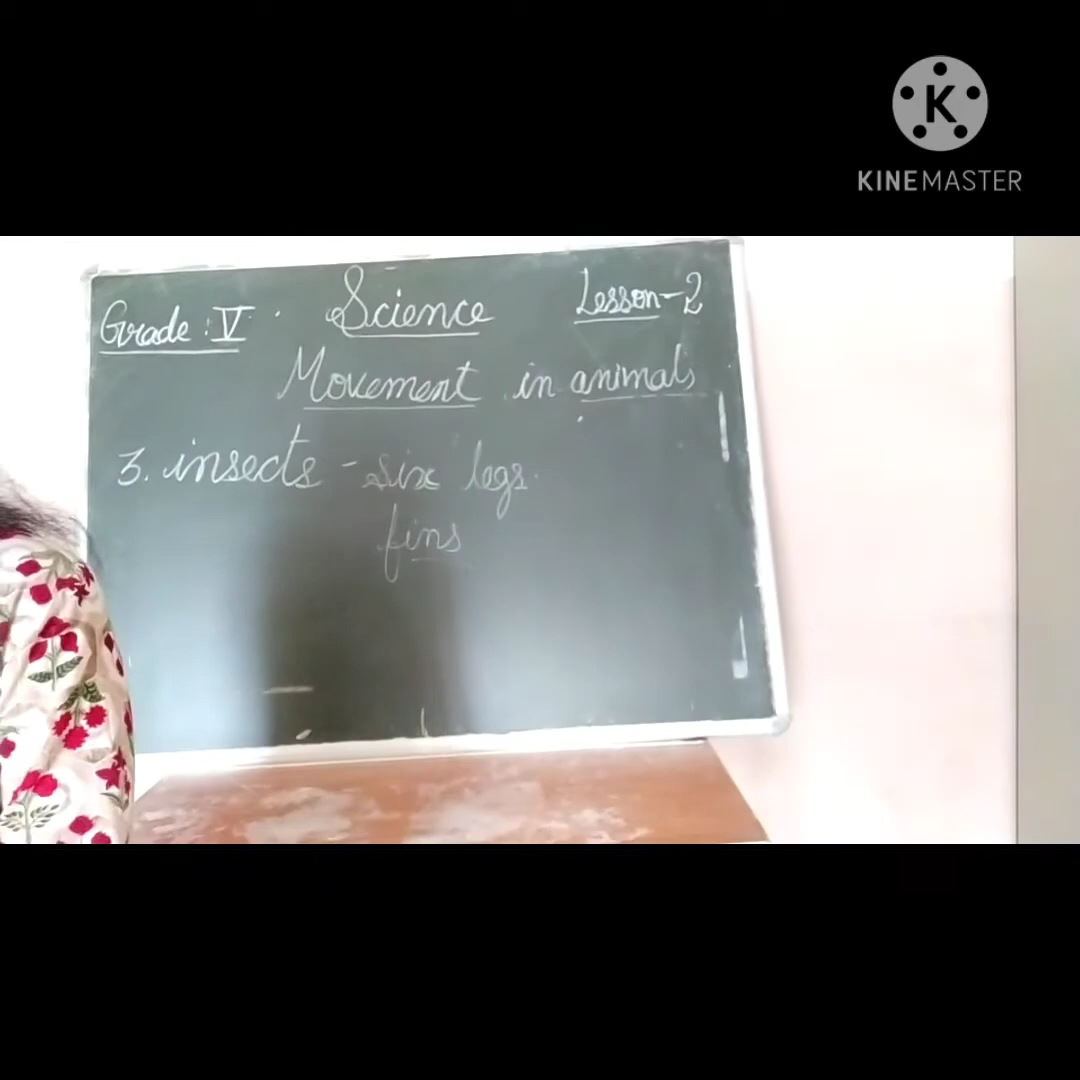 K
KINEMASTER
Grade : V Science Lesson-2
Movement in animals
3. insects - six legs.
fins